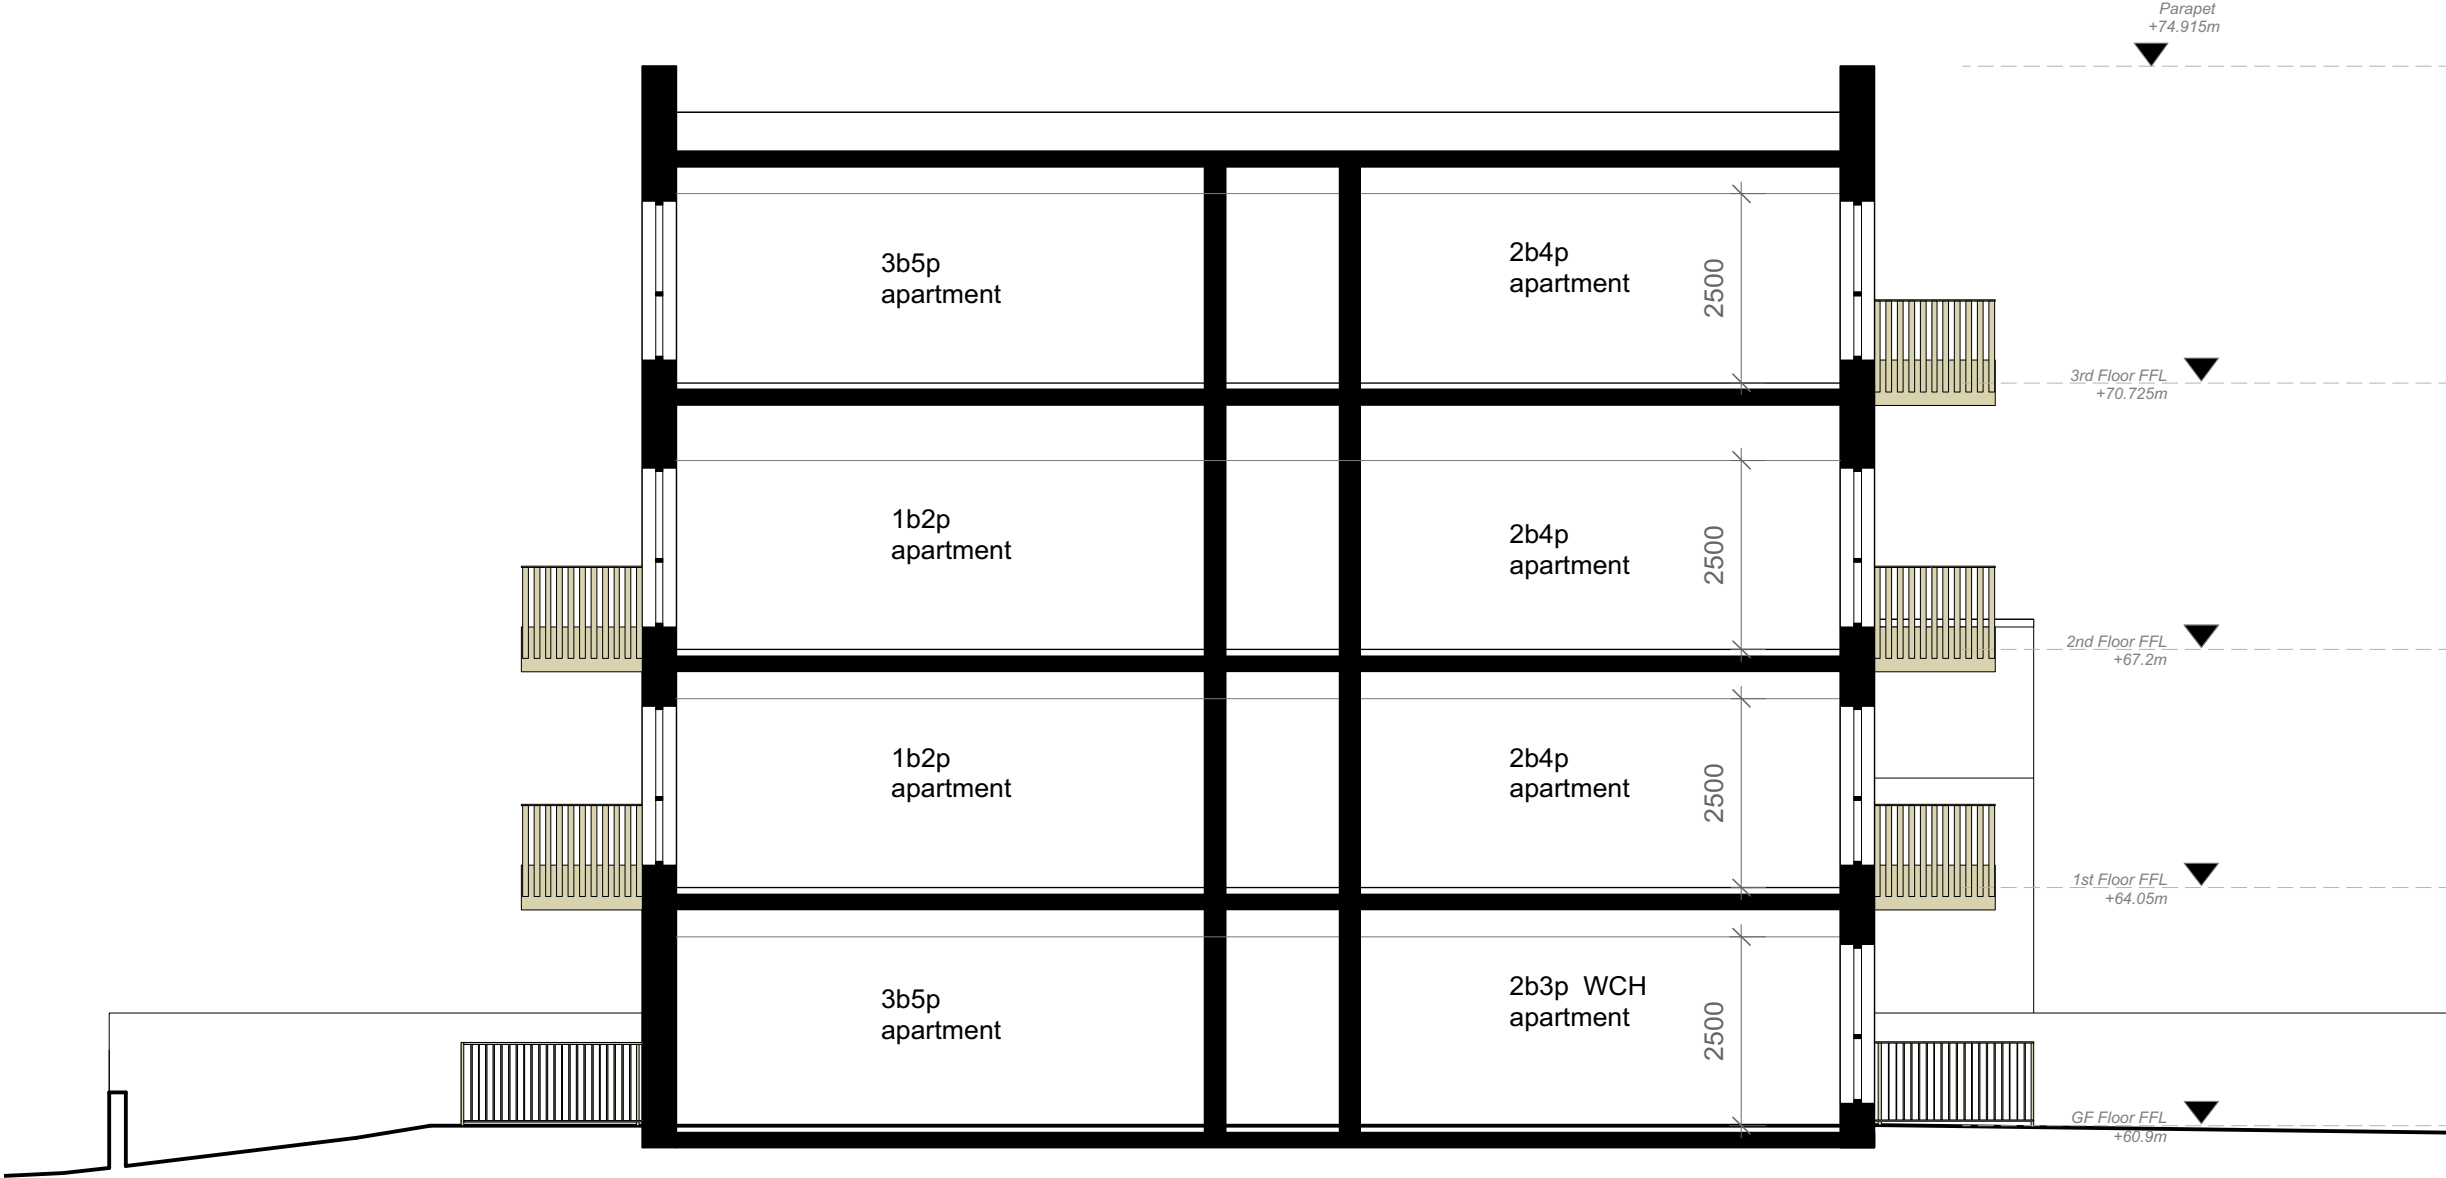 Parapet
+74.915m
3b5p
apartment
2b4p
apartment
2500
3rd Floor FFL
+70.725m
1b2p
apartment
2b4p
apartment
2500
2nd Floor FFL
+67.2m
1b2p
apartment
2b4p
apartment
2500
1st Floor FFL
+64.05m
3b5p
apartment
2b3p WCH
apartment
2500
GF Floor FFL
+60.9m